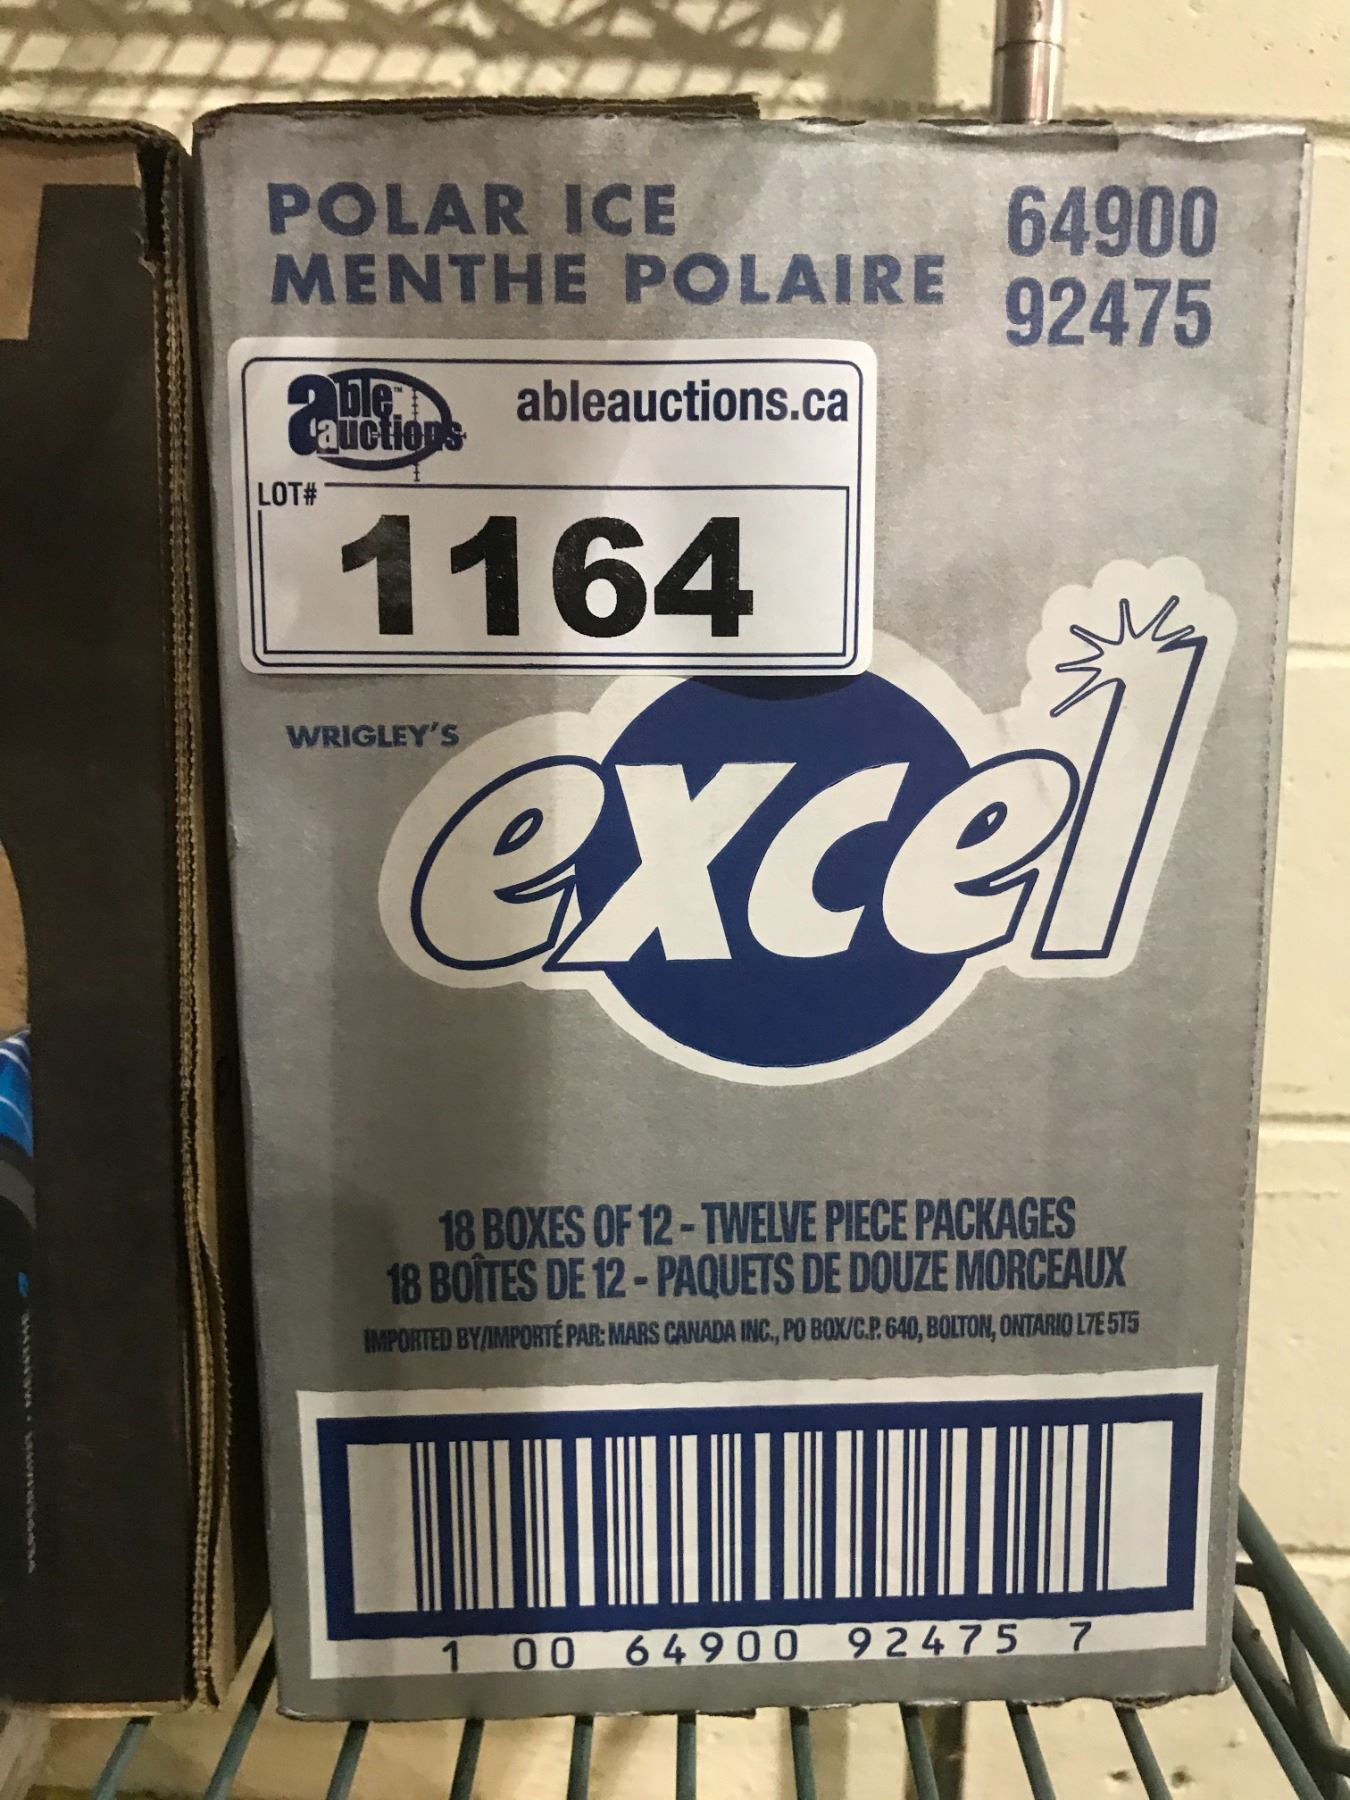 POLAR ICE
MENTHE POLAIRE
64900
92475
able™
auctions
ableauctions.ca
LOT#
1164
WRIGLEY'S
excel
18 BOXES OF 12 - TWELVE PIECE PACKAGES
18 BOÎTES DE 12 - PAQUETS DE DOUZE MORCEAUX
IMPORTED BY/IMPORTÉ PAR: MARS CANADA INC., PO BOX/C.P. 640, BOLTON, ONTARIO L7E 5T5
1 00 64900 92475 7